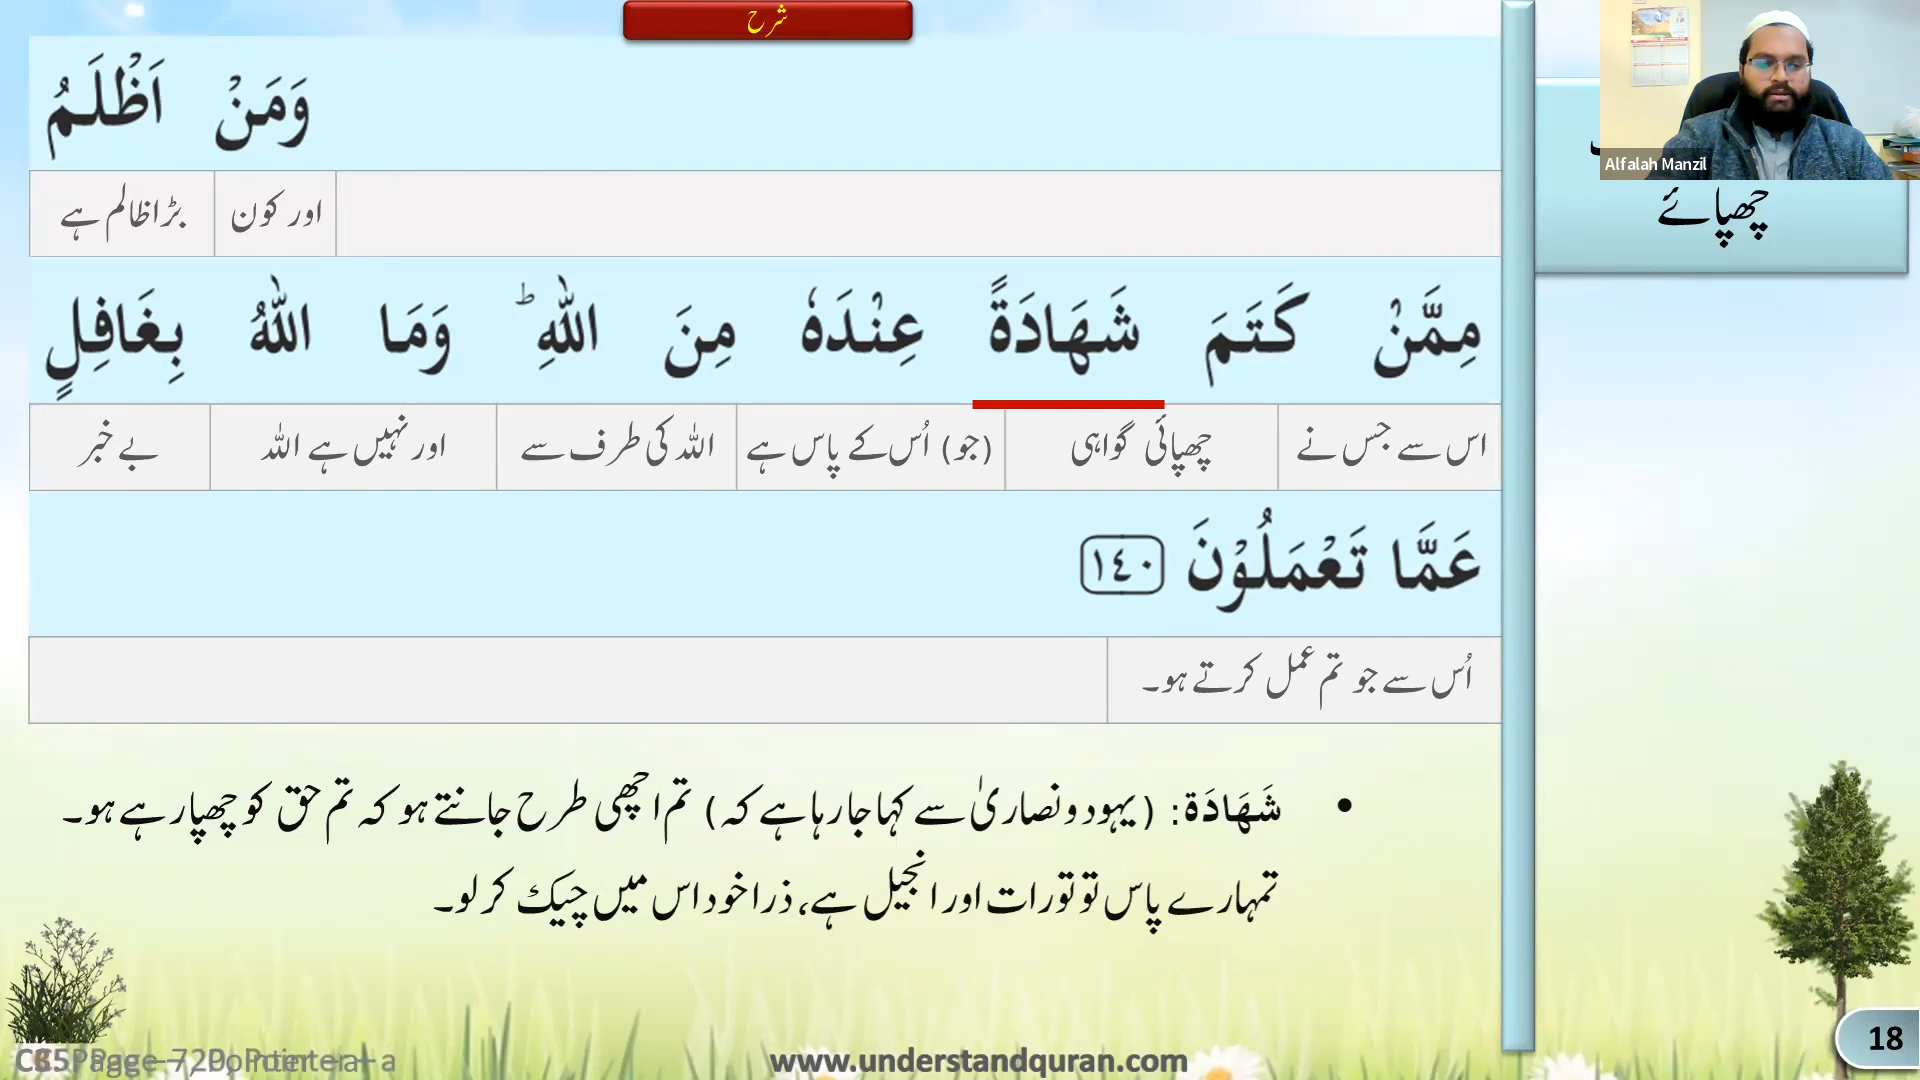 شرح
وَمَنْ اَظْلَمُ
اور کون بڑا ظالم ہے
مِمَّنْ كَتَمَ شَهَادَةً عِنْدَهٗ مِنَ اللّٰهِ ؕ وَمَا اللّٰهُ بِغَافِلٍ
اس سے جس نے چھپائی گواہی (جو) اُس کے پاس ہے اللہ کی طرف سے اور نہیں ہے اللہ بے خبر
عَمَّا تَعْمَلُوْنَ ١٤٠
اُس سے جو تم عمل کرتے ہو۔
• شَهَادَة: (یہود و نصاریٰ سے کہا جا رہا ہے کہ) تم اچھی طرح جانتے ہو کہ تم حق کو چھپا رہے ہو۔
تمہارے پاس تو تورات اور انجیل ہے، ذرا خود اس میں چیک کر لو۔
چھپائے
Alfalah Manzil
www.understandquran.com
18